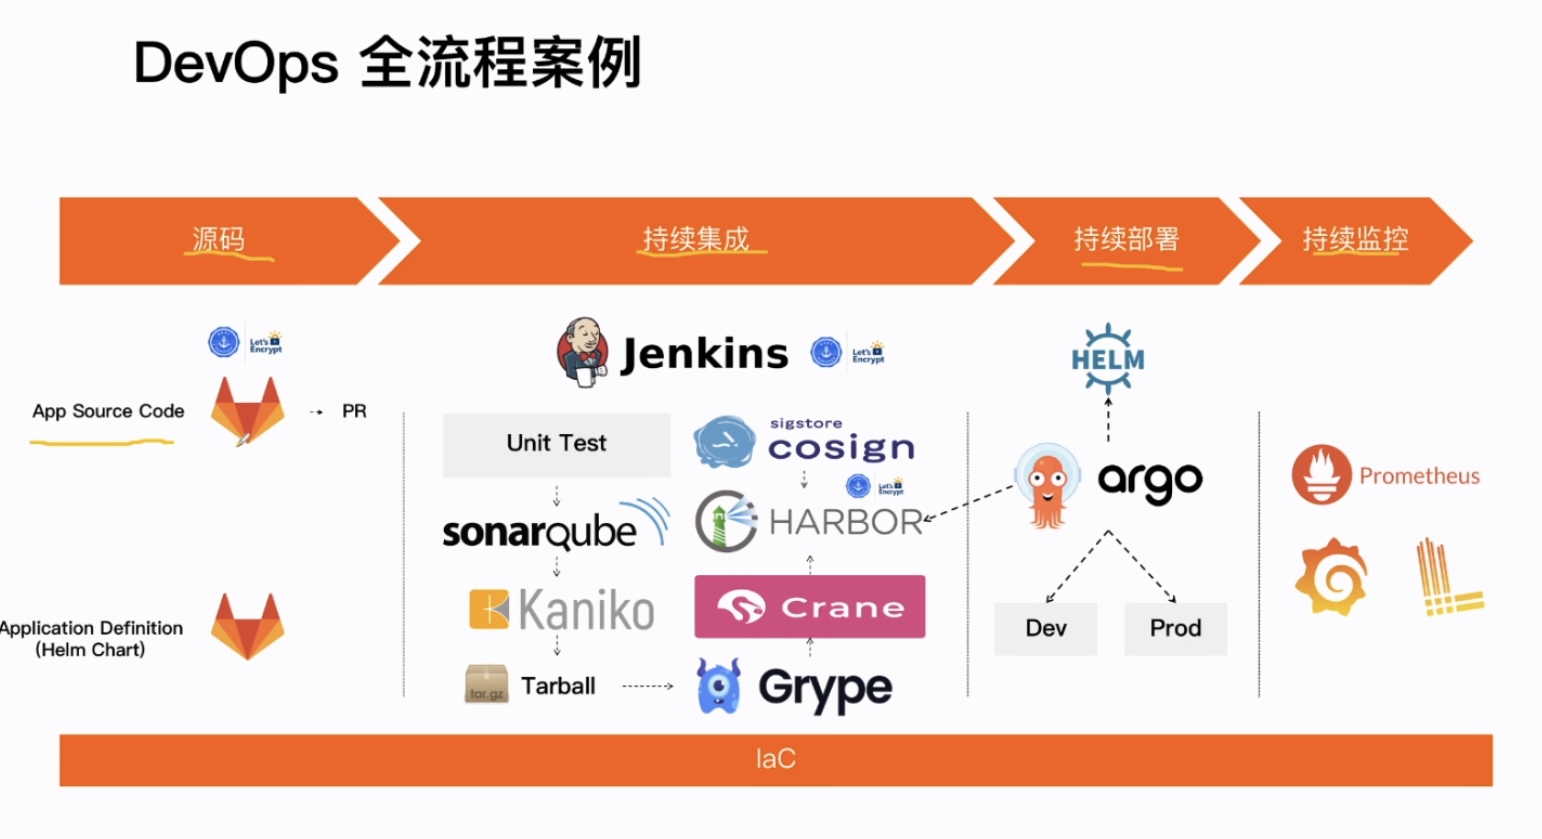 DevOps 全流程案例
源码
持续集成
持续部署
持续监控
Let's Encrypt
App Source Code
PR
Application Definition
(Helm Chart)
Jenkins
Let's Encrypt
Unit Test
sonarqube
Kaniko
tar.gz
Tarball
sigstore
cosign
Let's Encrypt
HARBOR
Crane
Grype
HELM
argo
Dev
Prod
Prometheus
IaC